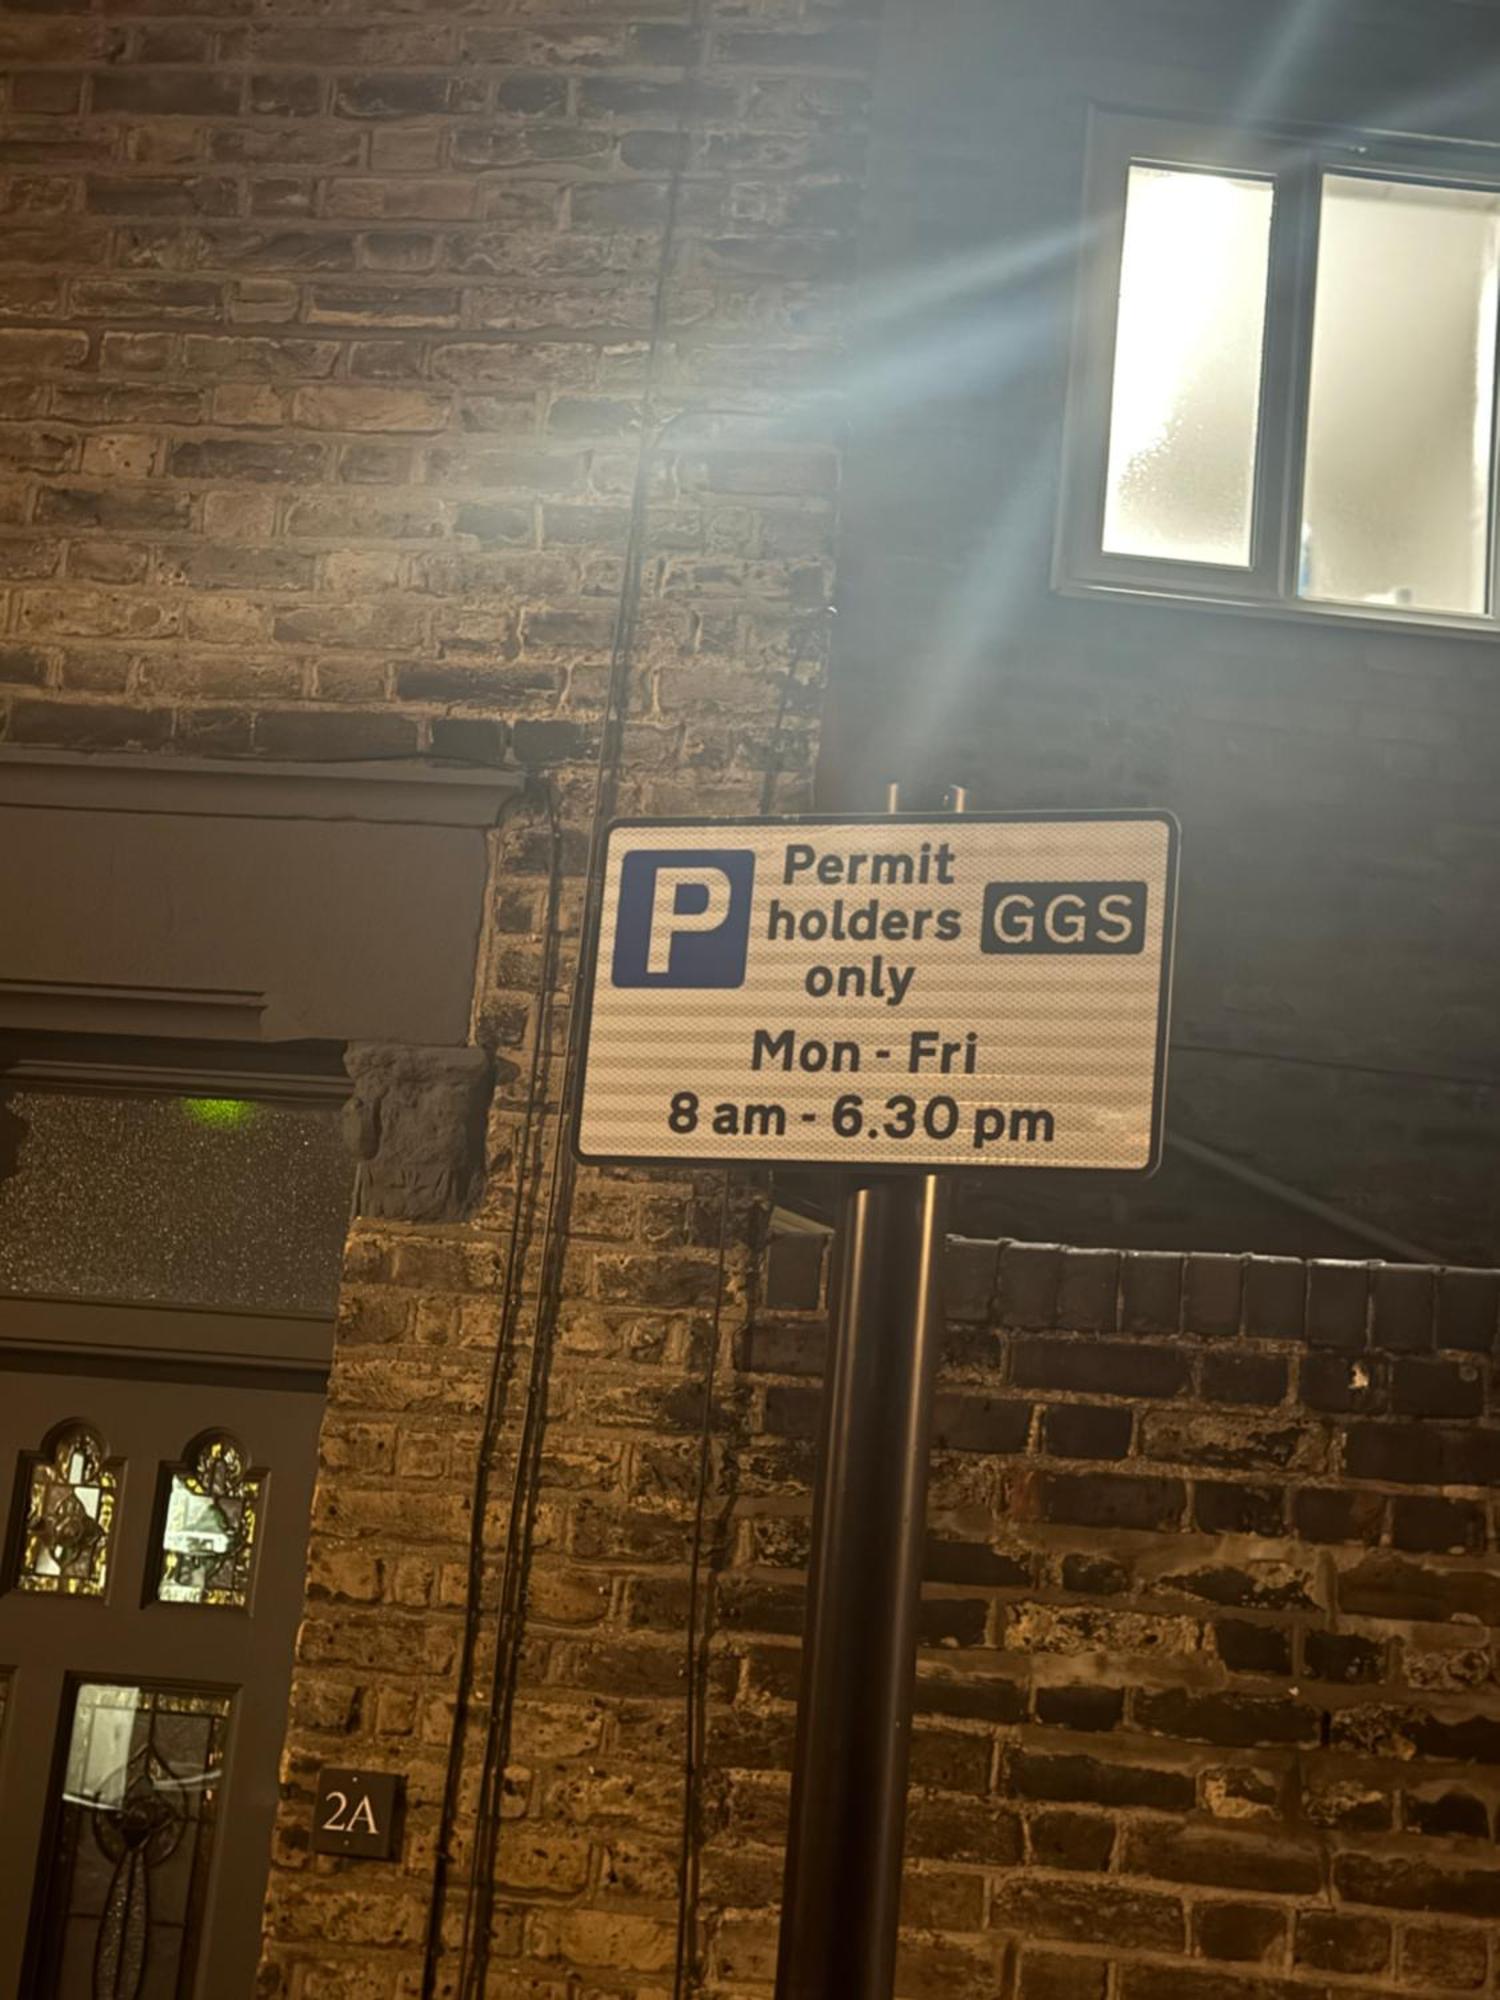 P
Permit
holders
only
GGS
Mon - Fri
8 am - 6.30 pm
2A